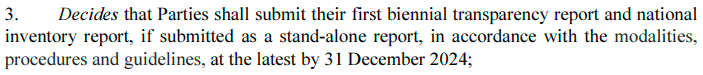 3. Decides that Parties shall submit their first biennial transparency report and national
inventory report, if submitted as a stand-alone report, in accordance with the modalities,
procedures and guidelines, at the latest by 31 December 2024;